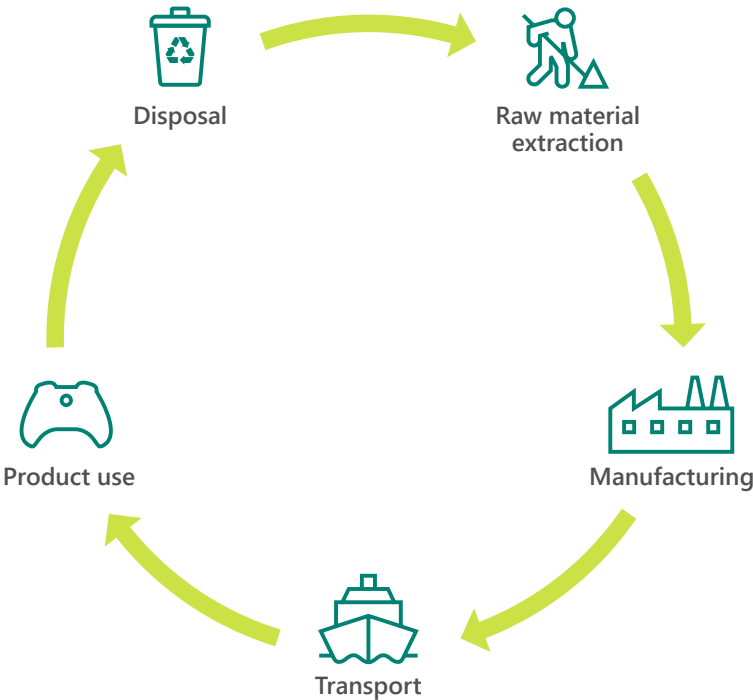 Disposal
Raw material
extraction
Product use
Manufacturing
Transport